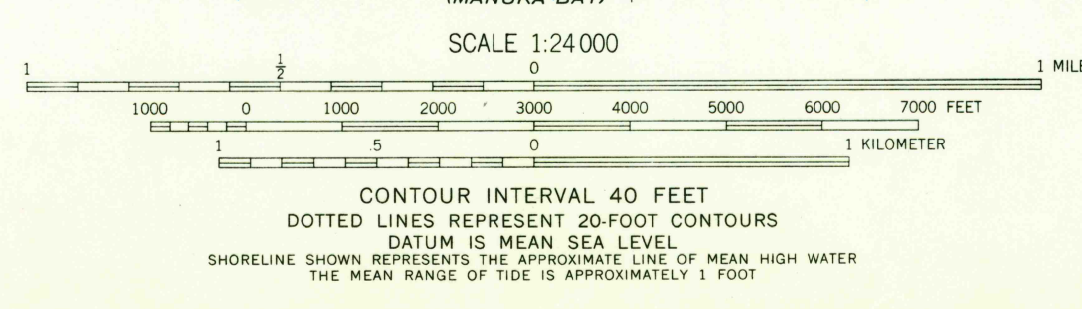 SCALE 1:24 000
1 1/2 0 1 MILE
1000 0 1000 2000 3000 4000 5000 6000 7000 FEET
1 .5 0 1 KILOMETER
CONTOUR INTERVAL 40 FEET
DOTTED LINES REPRESENT 20-FOOT CONTOURS
DATUM IS MEAN SEA LEVEL
SHORELINE SHOWN REPRESENTS THE APPROXIMATE LINE OF MEAN HIGH WATER
THE MEAN RANGE OF TIDE IS APPROXIMATELY 1 FOOT